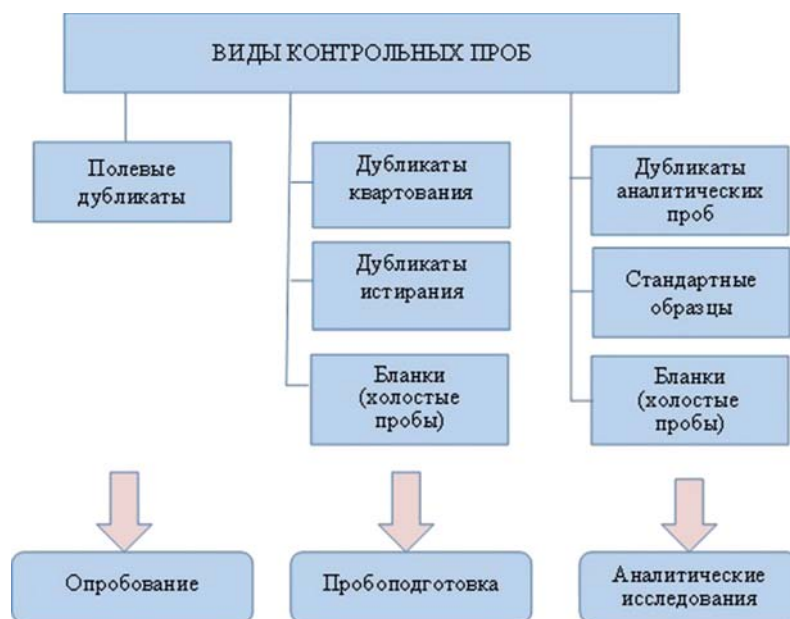 ВИДЫ КОНТРОЛЬНЫХ ПРОБ
Полевые
дубликаты
Дубликаты
квартования
Дубликаты
истирания
Бланки
(холостые
пробы)
Дубликаты
аналитических
проб
Стандартные
образцы
Бланки
(холостые
пробы)
Опробование
Пробоподготовка
Аналитические
исследования